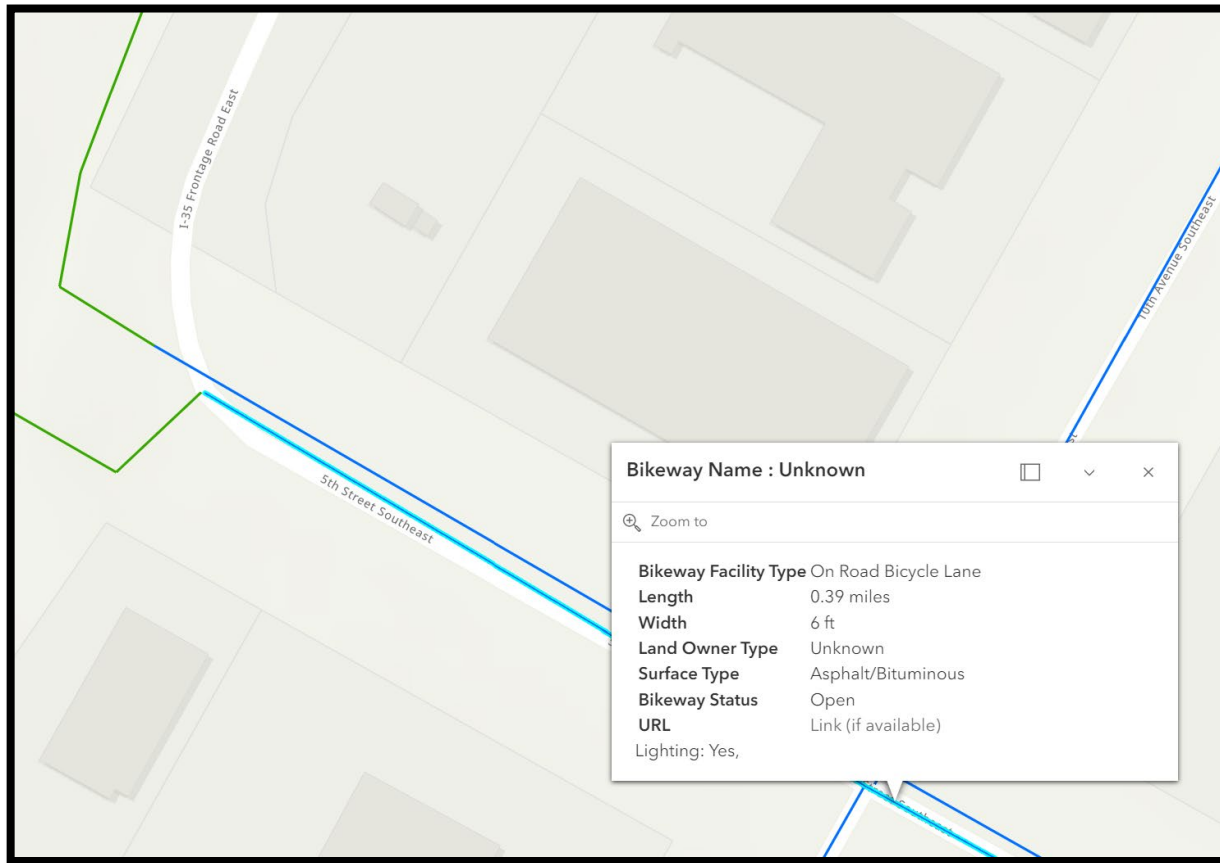 I-35 Frontage Road East
10th Avenue Southeast
st
5th Street Southeast
Bikeway Name : Unknown
Zoom to
Bikeway Facility Type On Road Bicycle Lane
Length 0.39 miles
Width 6 ft
Land Owner Type Unknown
Surface Type Asphalt/Bituminous
Bikeway Status Open
URL Link (if available)
Lighting: Yes,
Southeast